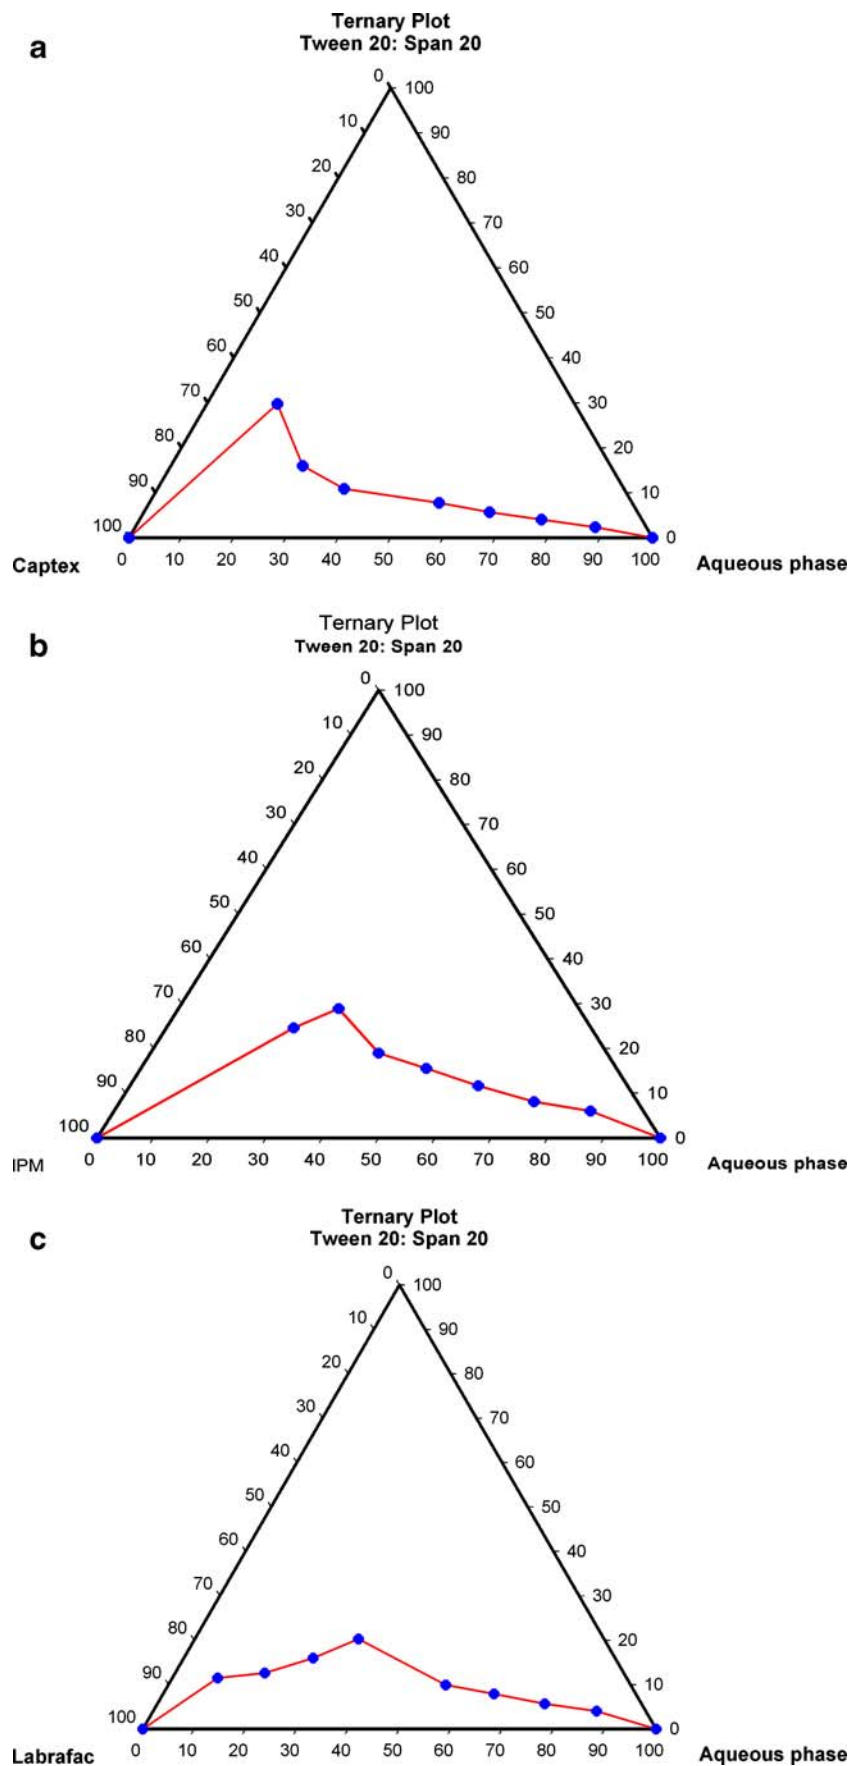 a
Ternary Plot
Tween 20: Span 20
0 100
10 90
20 80
30 70
40 60
50 50
60 40
70 30
80 20
90 10
100 0
0 10 20 30 40 50 60 70 80 90 100
Captex Aqueous phase
b
Ternary Plot
Tween 20: Span 20
0 100
10 90
20 80
30 70
40 60
50 50
60 40
70 30
80 20
90 10
100 0
0 10 20 30 40 50 60 70 80 90 100
IPM Aqueous phase
c
Ternary Plot
Tween 20: Span 20
0 100
10 90
20 80
30 70
40 60
50 50
60 40
70 30
80 20
90 10
100 0
0 10 20 30 40 50 60 70 80 90 100
Labrafac Aqueous phase